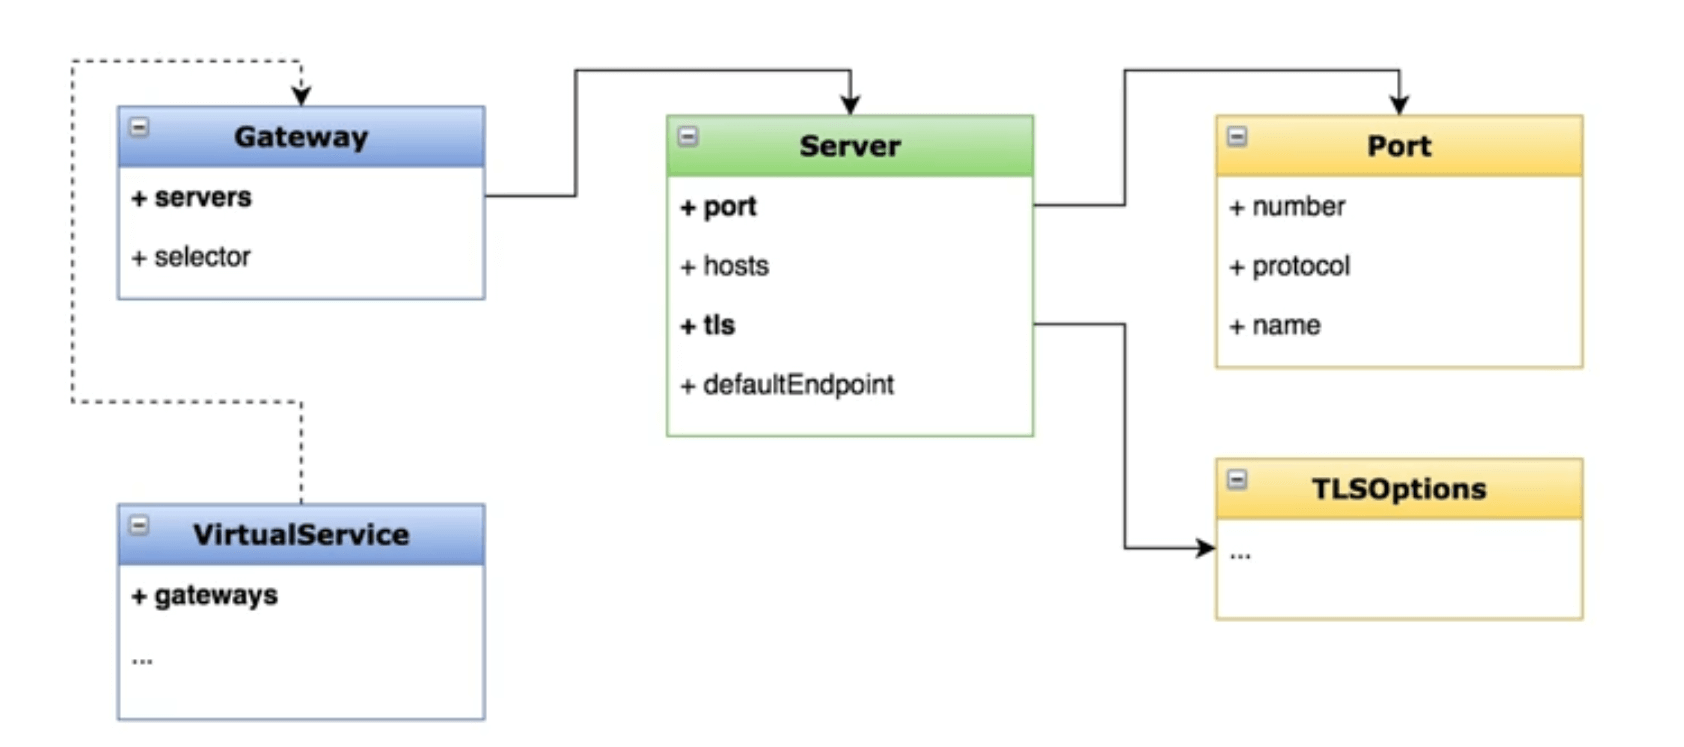 Gateway
+ servers
+ selector
Server
+ port
+ hosts
+ tls
+ defaultEndpoint
Port
+ number
+ protocol
+ name
VirtualService
+ gateways
...
TLSOptions
...